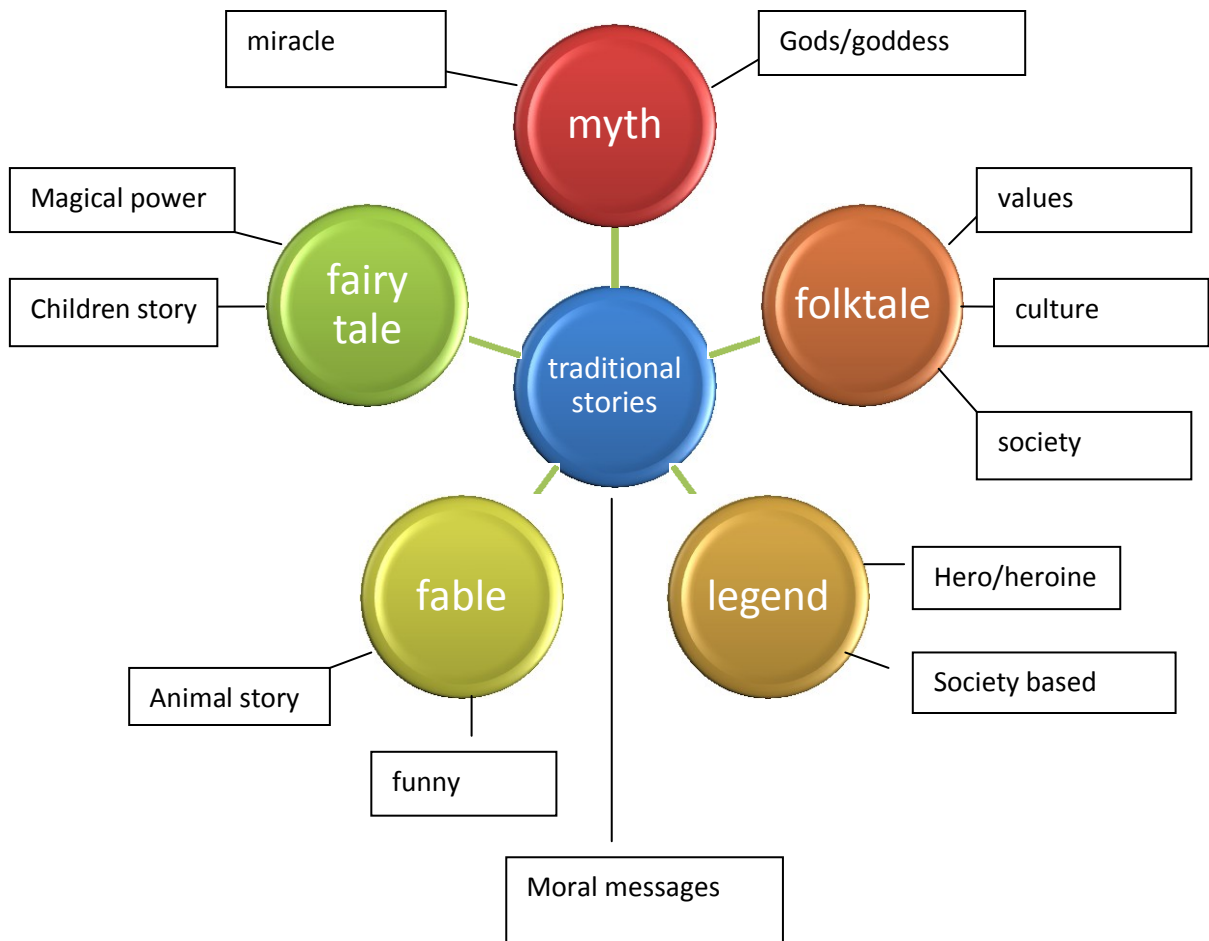 miracle
Gods/goddess
myth
Magical power
values
fairy
tale
folktale
Children story
culture
traditional
stories
society
fable
legend
Hero/heroine
Animal story
Society based
funny
Moral messages